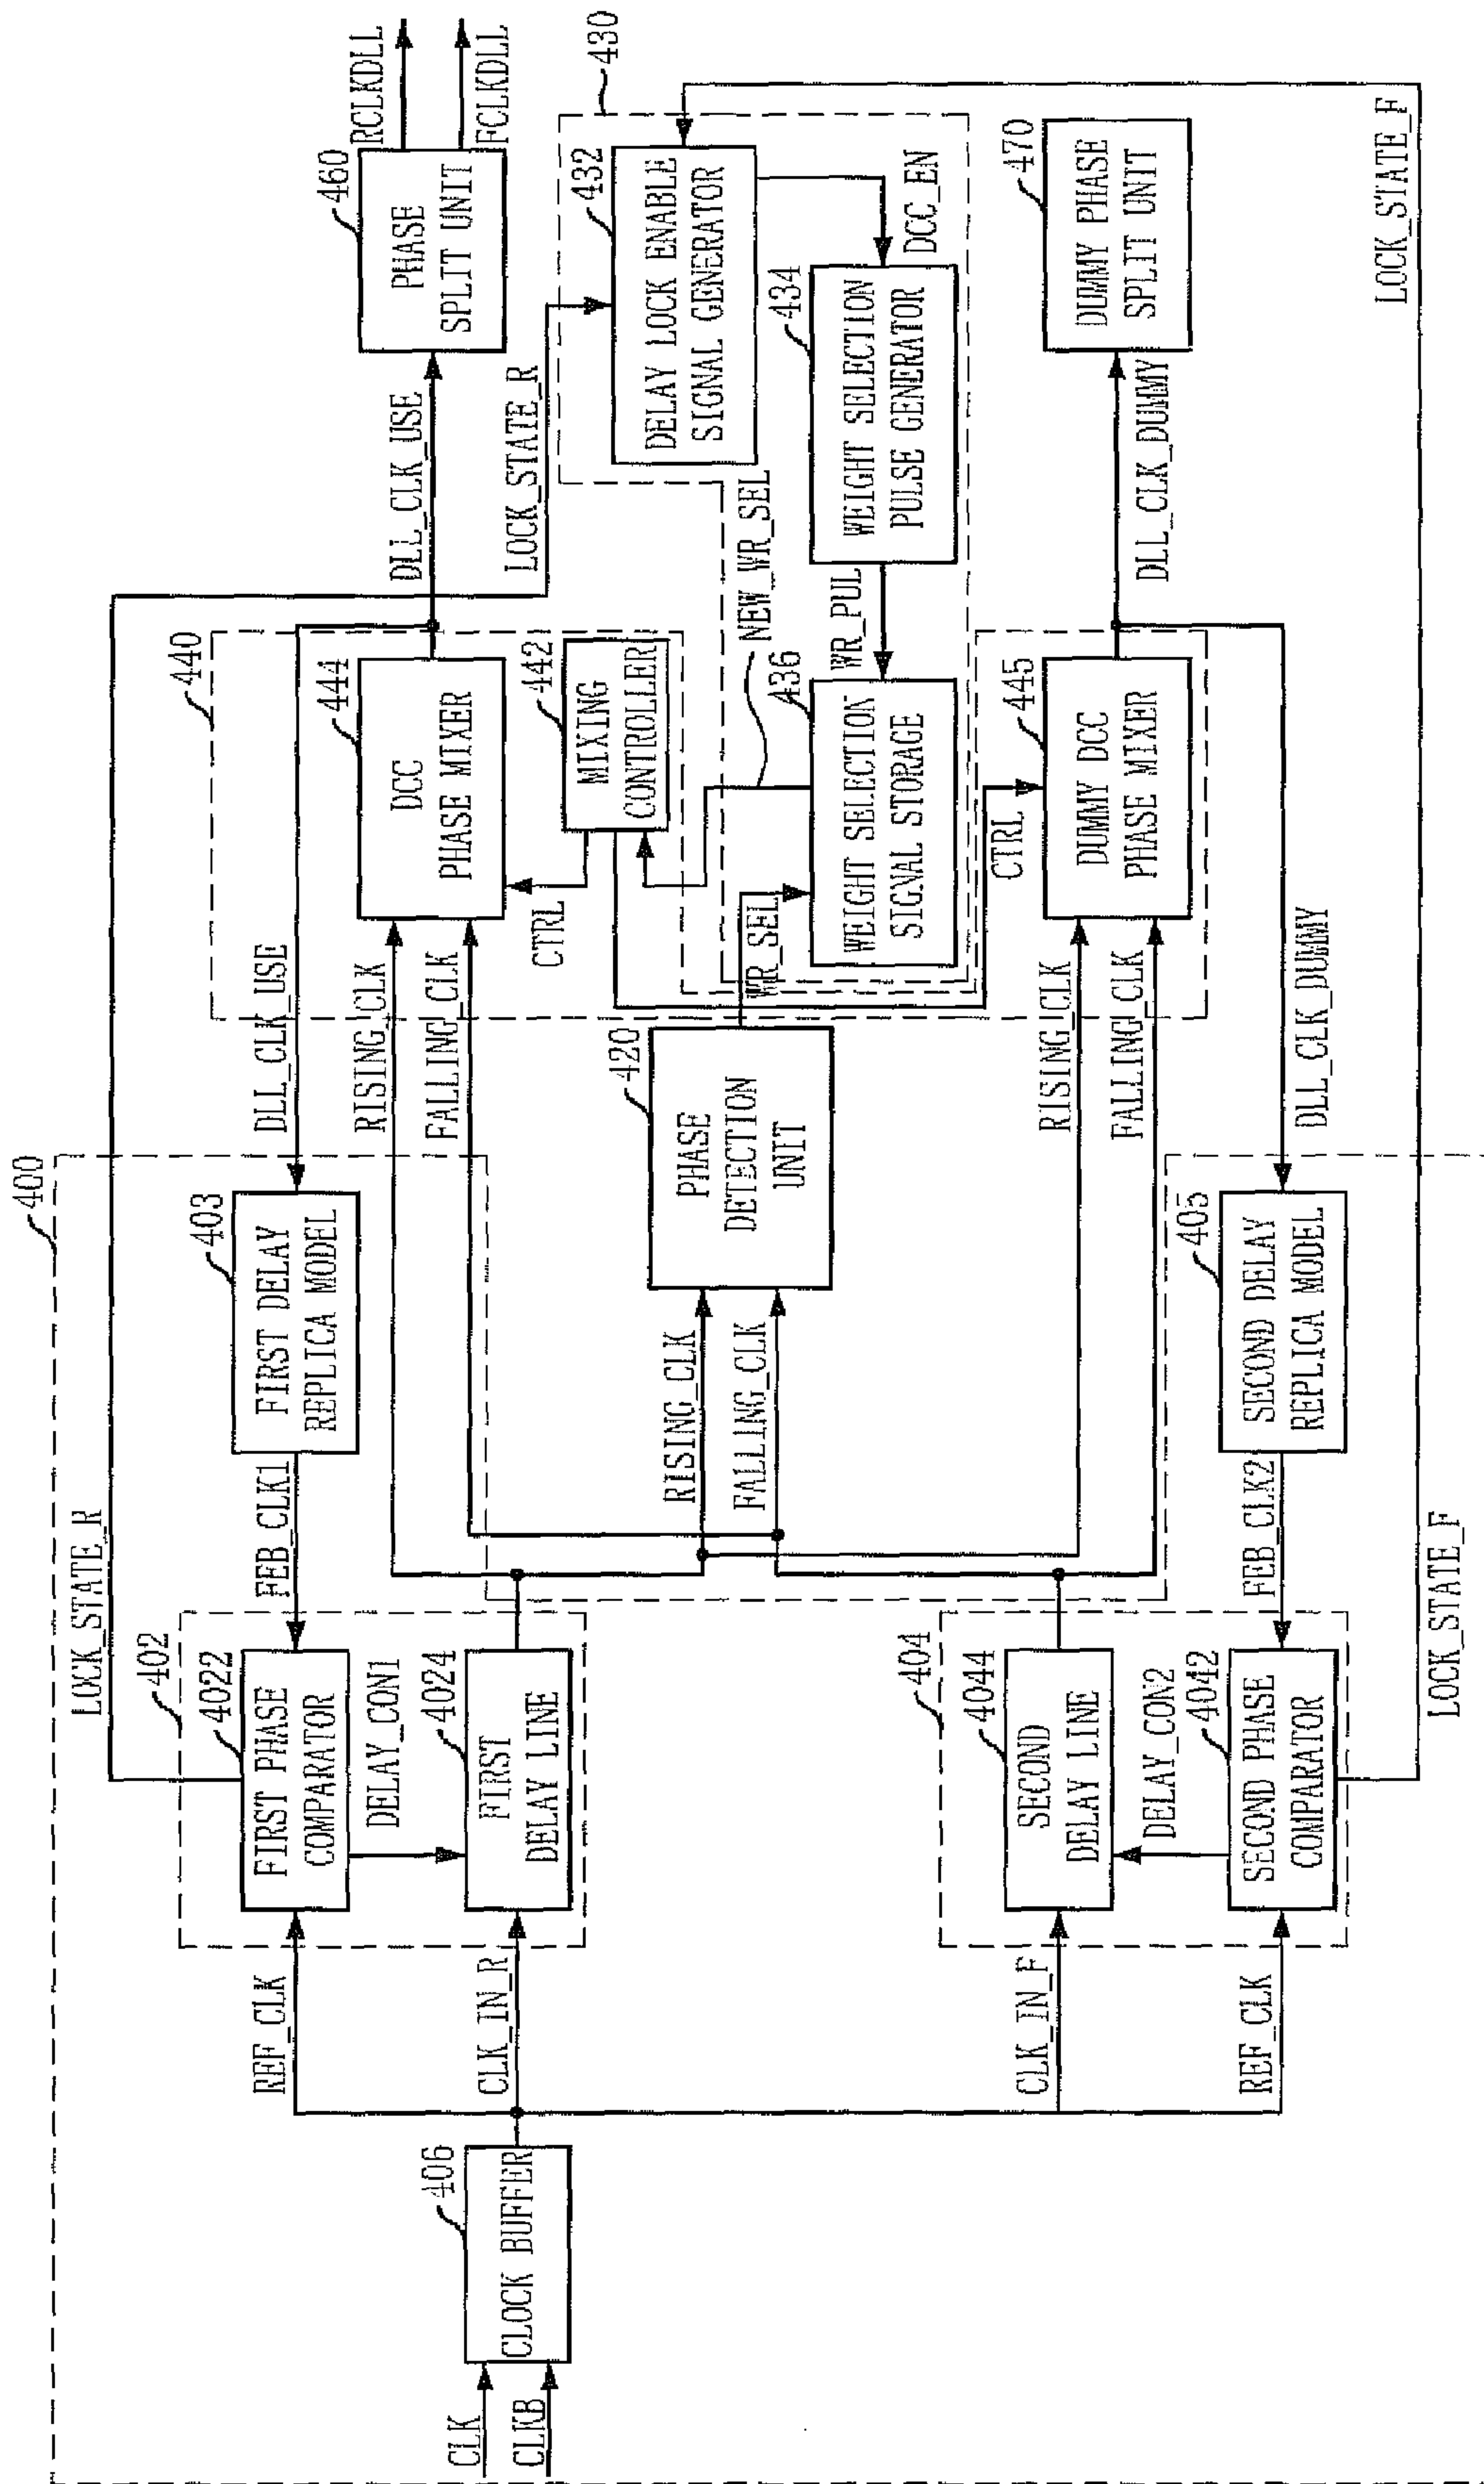 CLK
CLKB
CLOCK BUFFER
406
400
REF_CLK
CLK_IN_R
CLK_IN_F
REF_CLK
402
4022
FIRST PHASE
COMPARATOR
DELAY_CON1
4024
FIRST
DELAY LINE
404
4044
SECOND
DELAY LINE
DELAY_CON2
4042
SECOND PHASE
COMPARATOR
LOCK_STATE_R
FEB_CLK1
403
FIRST DELAY
REPLICA MODEL
LOCK_STATE_F
FEB_CLK2
405
SECOND DELAY
REPLICA MODEL
RISING_CLK
FALLING_CLK
420
PHASE
DETECTION
UNIT
DLL_CLK_USE
RISING_CLK
FALLING_CLK
RISING_CLK
FALLING_CLK
DLL_CLK_DUMMY
440
444
DCC
PHASE MIXER
CTRL
442
MIXING
CONTROLLER
WR_SEL
436
WEIGHT SELECTION
SIGNAL STORAGE
NEW_WR_SEL
WR_PUL
CTRL
445
DUMMY DCC
PHASE MIXER
DLL_CLK_USE
LOCK_STATE_R
430
432
DELAY LOCK ENABLE
SIGNAL GENERATOR
DCC_EN
434
WEIGHT SELECTION
PULSE GENERATOR
DLL_CLK_DUMMY
460
PHASE
SPLIT UNIT
RCLKDLL
FCLKDLL
470
DUMMY PHASE
SPLIT UNIT
LOCK_STATE_F